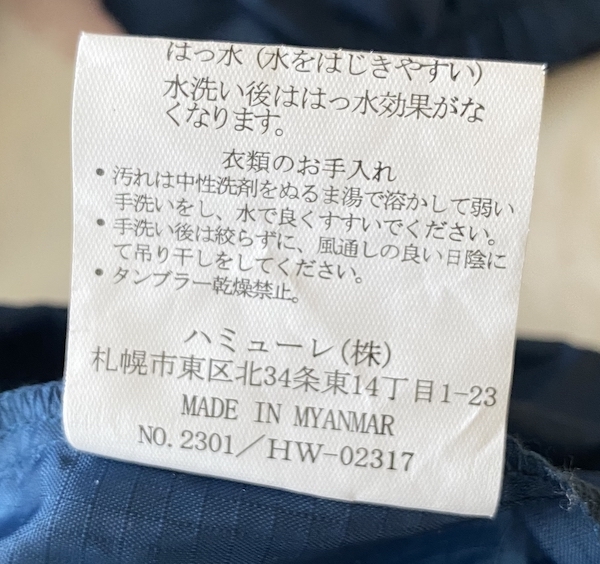 はっ水（水をはじきやすい）
水洗い後ははっ水効果がな
くなります。
衣類のお手入れ
• 汚れは中性洗剤をぬるま湯で溶かして弱い
手洗いをし、水で良くすすいでください。
• 手洗い後は絞らずに、風通しの良い日陰に
て吊り干しをしてください。
• タンブラー乾燥禁止。
ハミューレ(株)
札幌市東区北34条東14丁目1-23
MADE IN MYANMAR
NO.2301／HW-02317